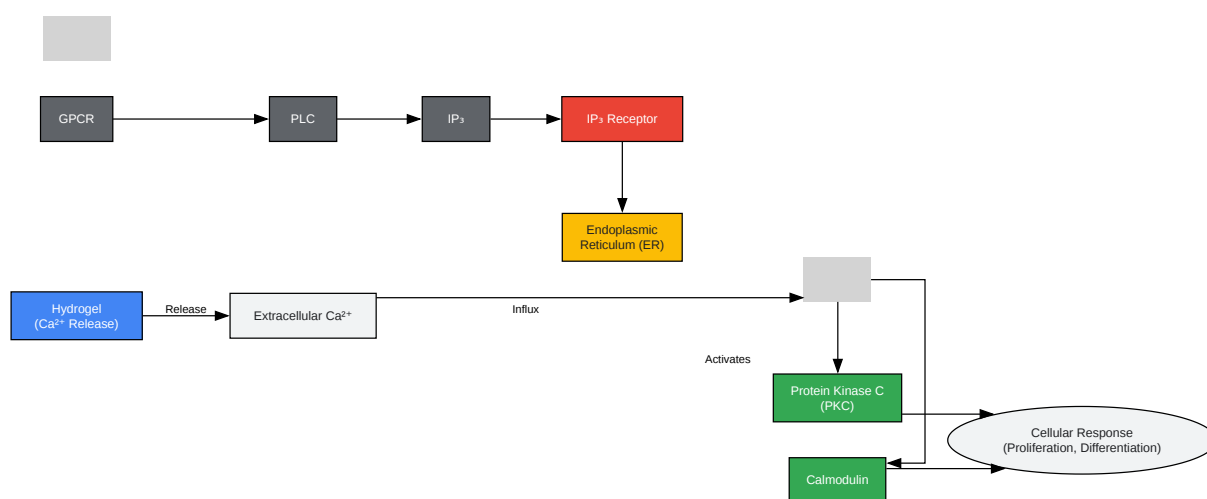 GPCR
PLC
IP₃
IP₃ Receptor
Endoplasmic
Reticulum (ER)
Hydrogel
(Ca²⁺ Release)
Release
Extracellular Ca²⁺
Influx
Activates
Protein Kinase C
(PKC)
Cellular Response
(Proliferation, Differentiation)
Calmodulin